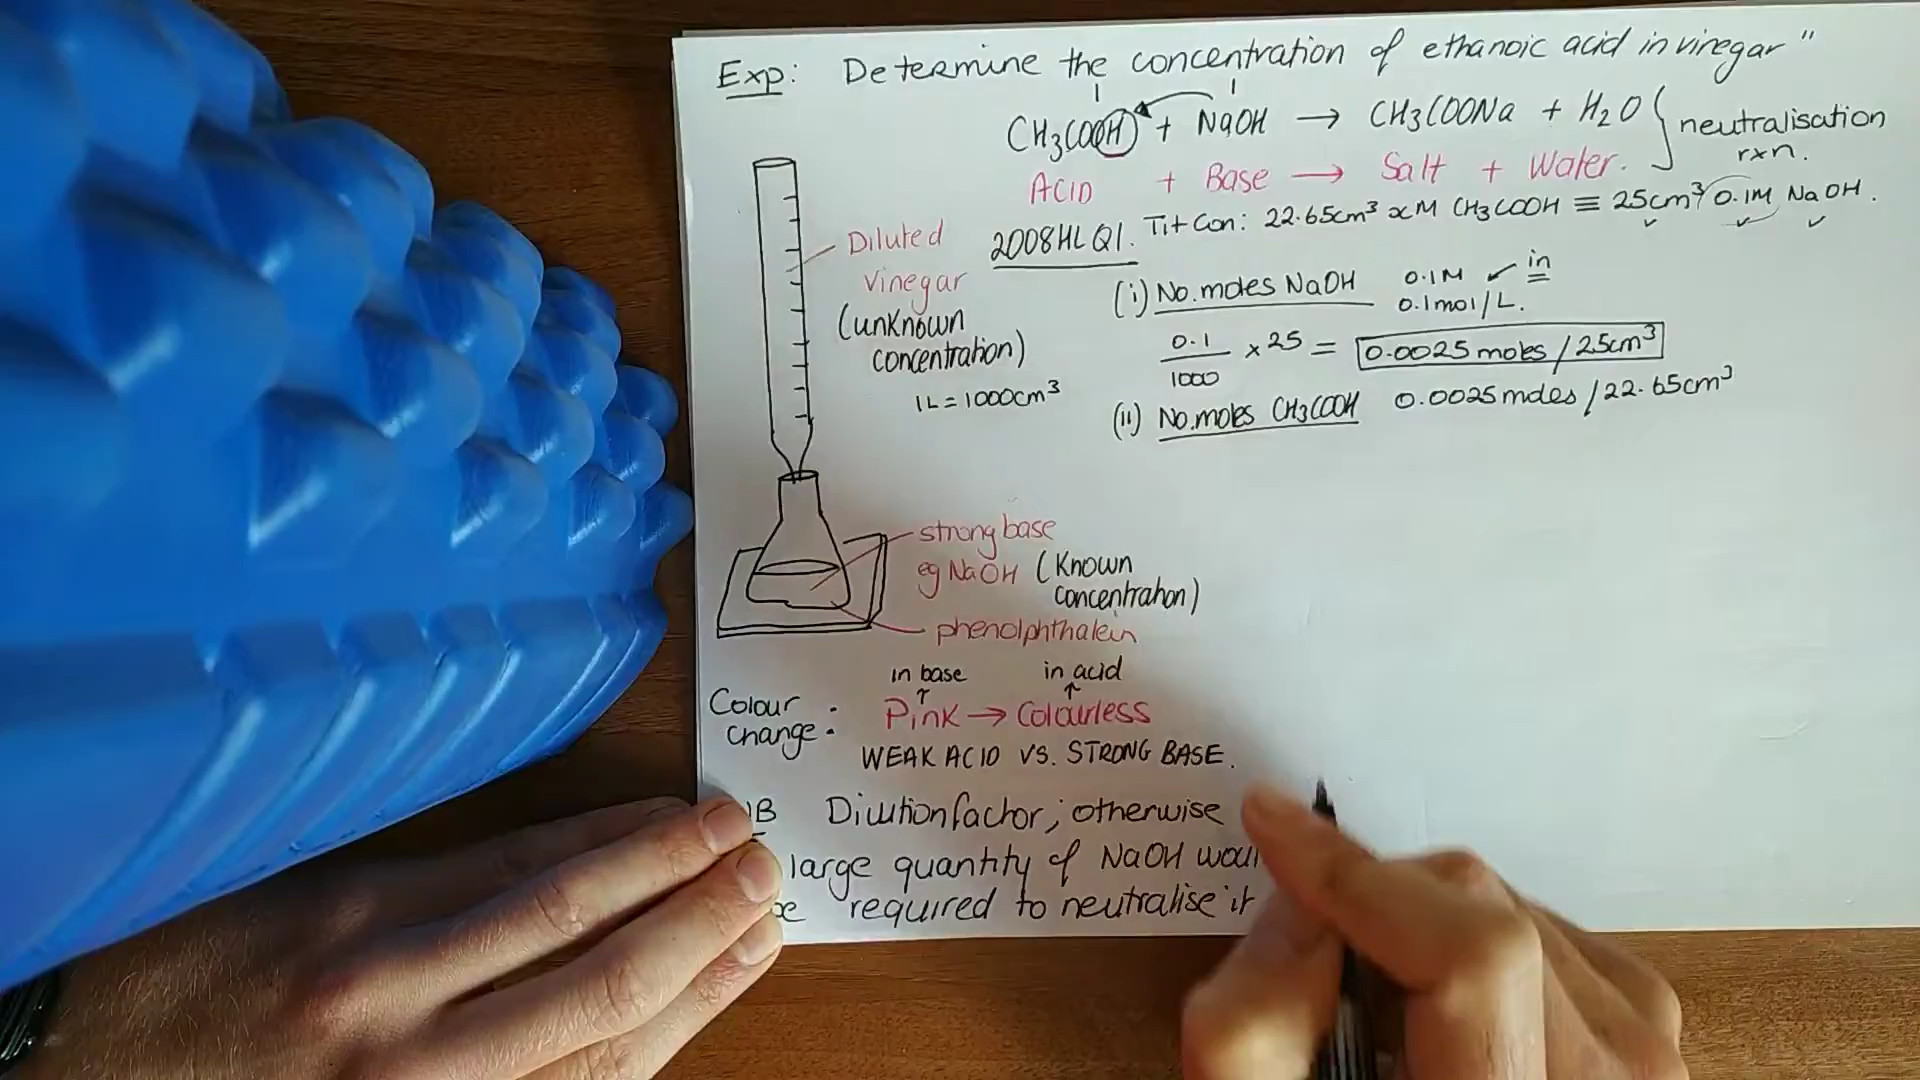 Exp: Determine the concentration of ethanoic acid in vinegar"
CH3COOH + NaOH → CH3COONa + H2O } neutralisation rxn.
ACID + Base → Salt + Water.
2008HL Q1. Tit Con: 22.65cm³ xM CH3COOH ≡ 25cm³ 0.1M NaOH.
Diluted
vinegar
(unknown
concentration)
1L = 1000cm³
(i) No. moles NaOH 0.1M ↙ in
0.1mol/L.
0.1/1000 x 25 = 0.0025 moles / 25cm³
(ii) No. moles CH3COOH 0.0025 moles / 22.65cm³
strong base
eg NaOH (Known
concentration)
phenolphthalein
in base in acid
Colour change: Pink → Colourless
WEAK ACID VS. STRONG BASE.
Dilution factor; otherwise
large quantity of NaOH
required to neutralise it